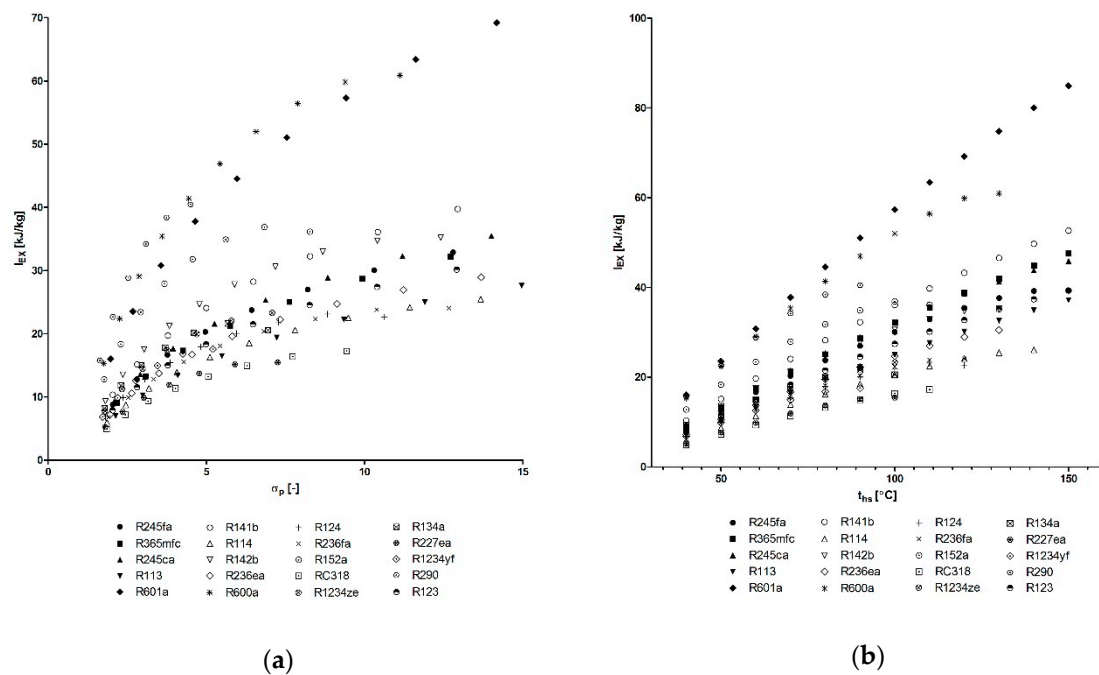 70
60
50
40
30
20
10
0
I_EX [kJ/kg]
0 5 10 15
σ_p [-]
R245fa R141b R124 R134a
R365mfc R114 R236fa R227ea
R245ca R142b R152a R1234yf
R113 R236ea RC318 R290
R601a R600a R1234ze R123
(a)
100
80
60
40
20
0
I_EX [kJ/kg]
50 100 150
t_hs [°C]
R245fa R141b R124 R134a
R365mfc R114 R236fa R227ea
R245ca R142b R152a R1234yf
R113 R236ea RC318 R290
R601a R600a R1234ze R123
(b)